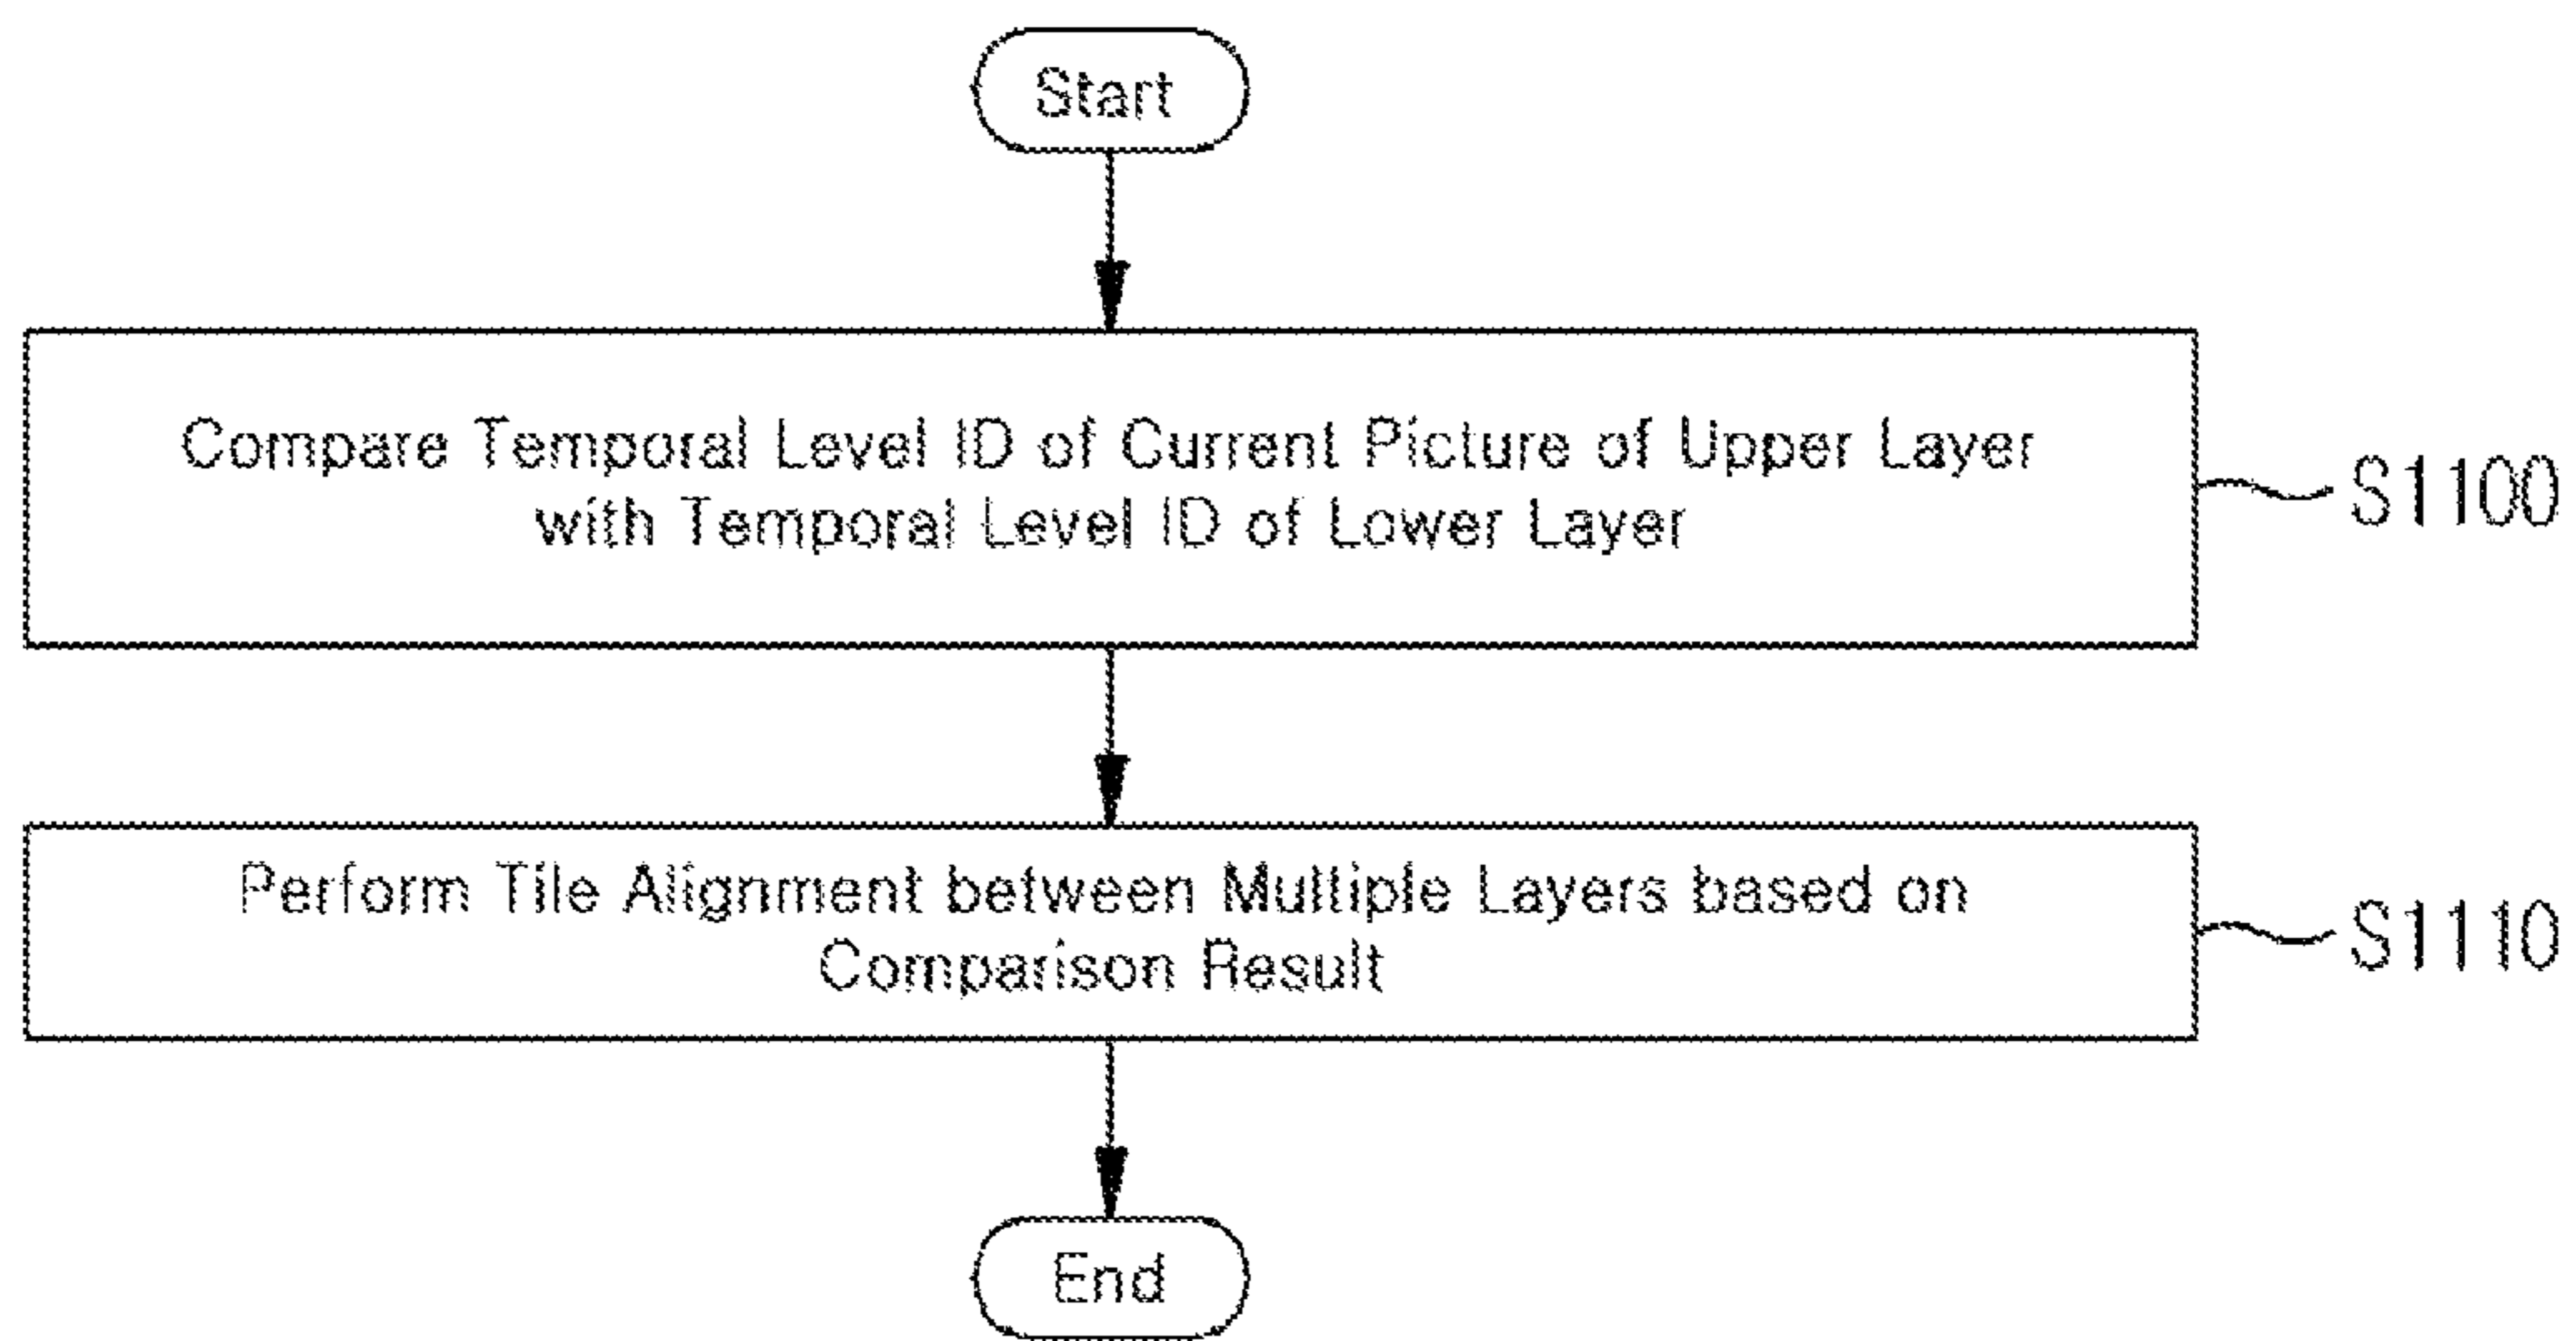 Start
Compare Temporal Level ID of Current Picture of Upper Layer
with Temporal Level ID of Lower Layer
S1100
Perform Tile Alignment between Multiple Layers based on
Comparison Result
S1110
End